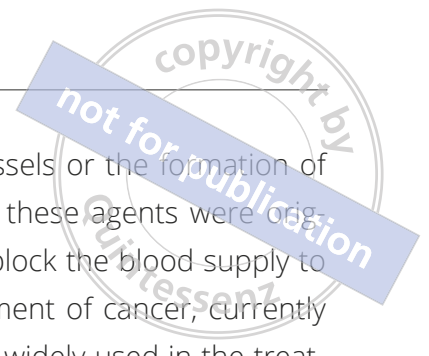 copyright by
not for publication
Quintessenz
ssels or the formation of
these agents were orig-
block the blood supply to
ment of cancer, currently
widely used in the treat-